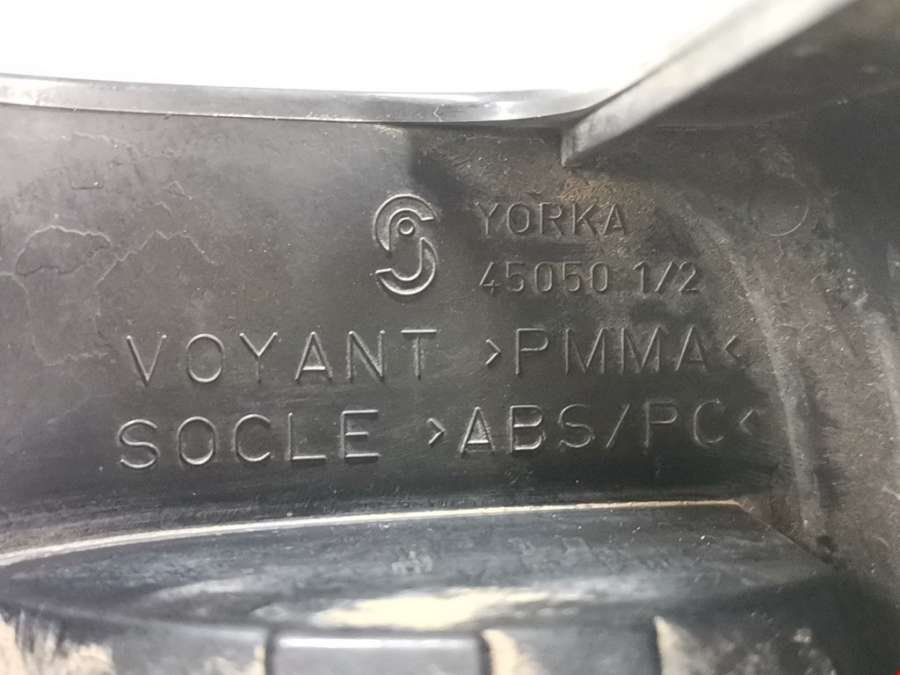 YORKA
45050 1/2
VOYANT >PMMA<
SOCLE >ABS/PC<